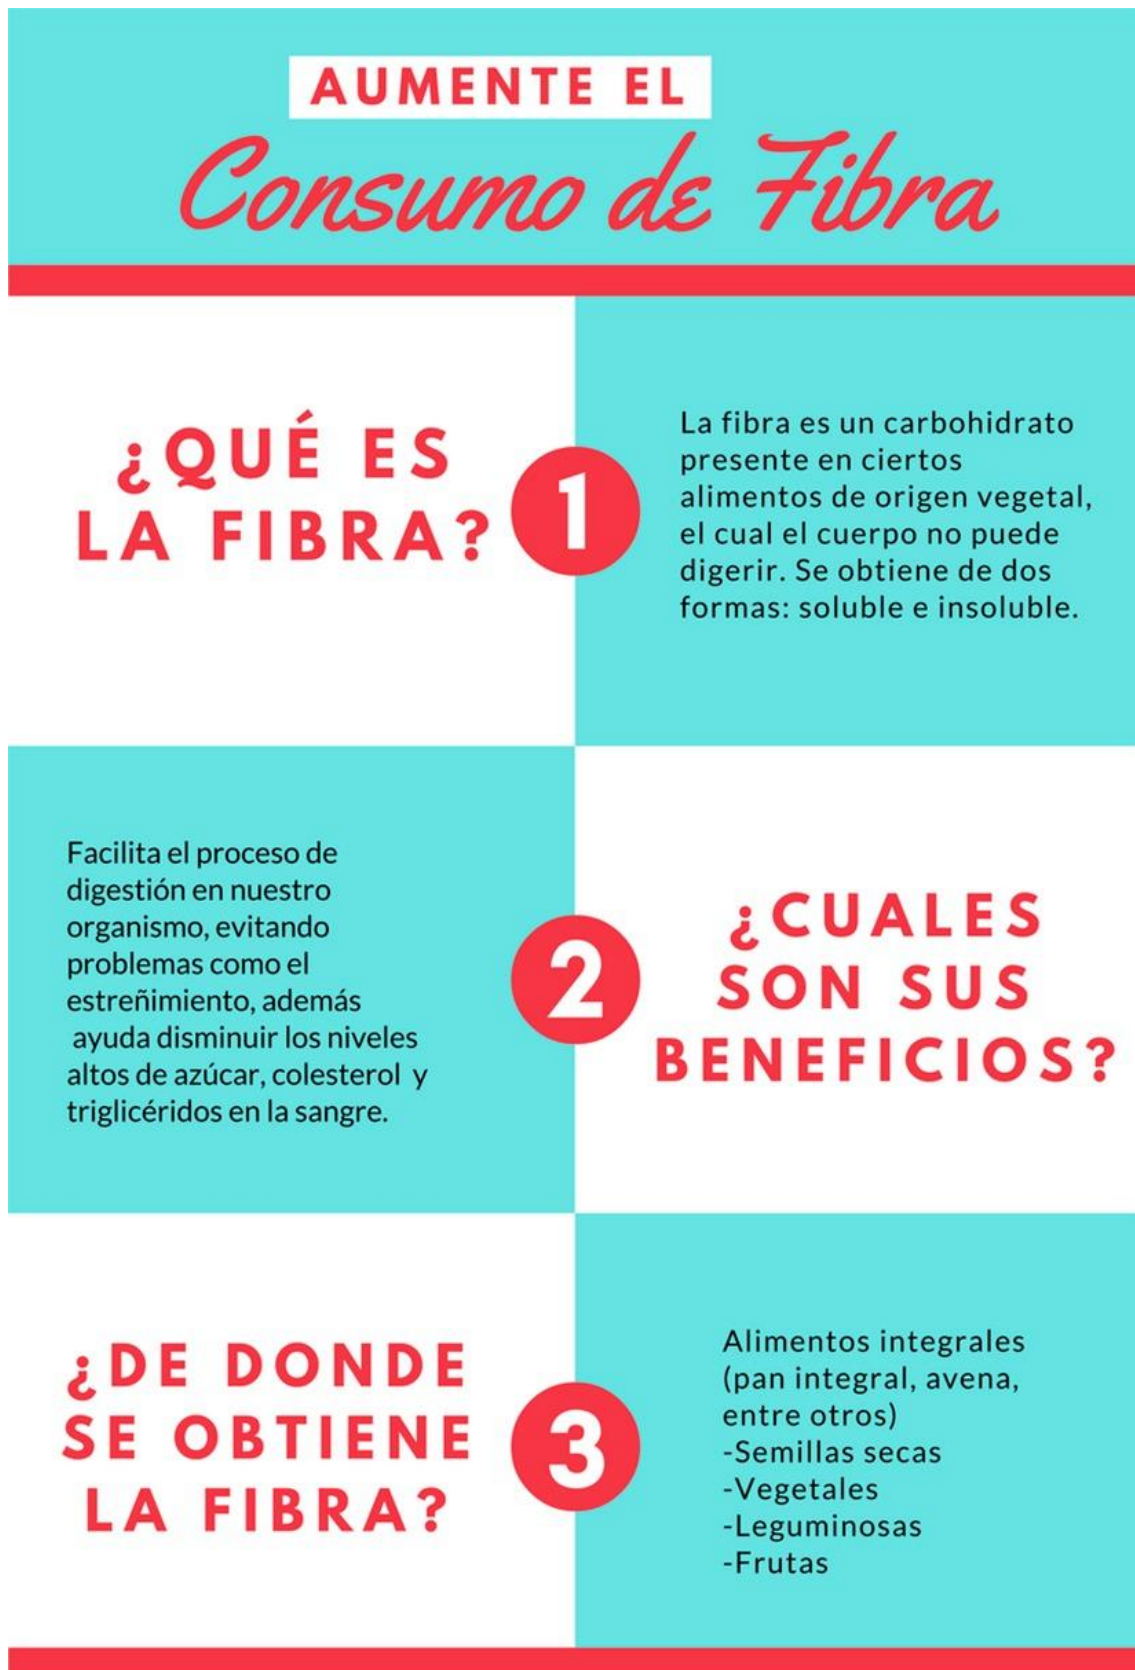 AUMENTE EL
Consumo de Fibra
¿QUÉ ES
LA FIBRA?
1
La fibra es un carbohidrato
presente en ciertos
alimentos de origen vegetal,
el cual el cuerpo no puede
digerir. Se obtiene de dos
formas: soluble e insoluble.
Facilita el proceso de
digestión en nuestro
organismo, evitando
problemas como el
estreñimiento, además
ayuda disminuir los niveles
altos de azúcar, colesterol y
triglicéridos en la sangre.
2
¿CUALES
SON SUS
BENEFICIOS?
¿DE DONDE
SE OBTIENE
LA FIBRA?
3
Alimentos integrales
(pan integral, avena,
entre otros)
-Semillas secas
-Vegetales
-Leguminosas
-Frutas